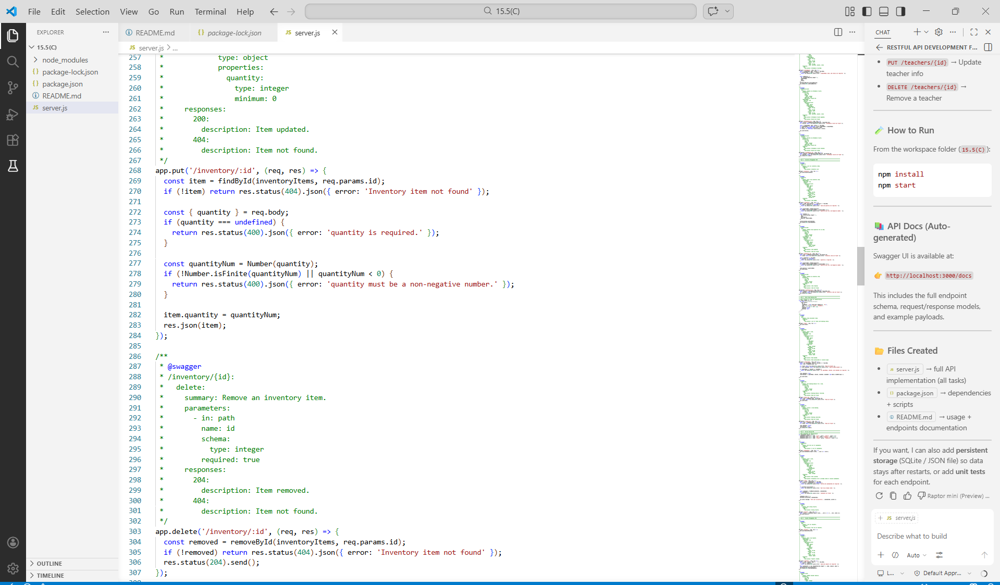 File Edit Selection View Go Run Terminal Help
15.5(C)
EXPLORER
15.5(C)
node_modules
package-lock.json
package.json
README.md
JS server.js
OUTLINE
TIMELINE
README.md
package-lock.json
JS server.js
JS server.js > ...
257 * type: object
258 * properties:
259 * quantity:
260 * type: integer
261 * minimum: 0
262 * responses:
263 * 200:
264 * description: Item updated.
265 * 404:
266 * description: Item not found.
267 */
268 app.put('/inventory/:id', (req, res) => {
269 const item = findById(inventoryItems, req.params.id);
270 if (!item) return res.status(404).json({ error: 'Inventory item not found' });
271
272 const { quantity } = req.body;
273 if (quantity === undefined) {
274 return res.status(400).json({ error: 'quantity is required.' });
275 }
276
277 const quantityNum = Number(quantity);
278 if (!Number.isFinite(quantityNum) || quantityNum < 0) {
279 return res.status(400).json({ error: 'quantity must be a non-negative number.' });
280 }
281
282 item.quantity = quantityNum;
283 res.json(item);
284 });
285
286 /**
287 * @swagger
288 * /inventory/{id}:
289 * delete:
290 * summary: Remove an inventory item.
291 * parameters:
292 * - in: path
293 * name: id
294 * schema:
295 * type: integer
296 * required: true
297 * responses:
298 * 204:
299 * description: Item removed.
300 * 404:
301 * description: Item not found.
302 */
303 app.delete('/inventory/:id', (req, res) => {
304 const removed = removeById(inventoryItems, req.params.id);
305 if (!removed) return res.status(404).json({ error: 'Inventory item not found' });
306 res.status(204).send();
307 });
CHAT
RESTFUL API DEVELOPMENT F...
PUT /teachers/{id} → Update
teacher info
DELETE /teachers/{id} →
Remove a teacher
How to Run
From the workspace folder (15.5(C)):
npm install
npm start
API Docs (Auto-
generated)
Swagger UI is available at:
http://localhost:3000/docs
This includes the full endpoint
schema, request/response models,
and example payloads.
Files Created
JS server.js → full API
implementation (all tasks)
package.json → dependencies
+ scripts
README.md → usage +
endpoints documentation
If you want, I can also add persistent
storage (SQLite / JSON file) so data
stays after restarts, or add unit tests
for each endpoint.
Raptor mini (Preview) ...
+ JS server.js
Describe what to build
Auto
L... Default Appr...